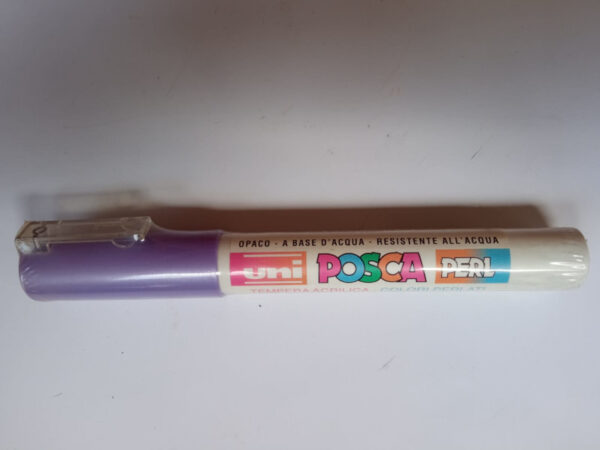 OPACO - A BASE D'ACQUA - RESISTENTE ALL'ACQUA
uni POSCA PERL
TEMPERA ACRILICA - COLORI PERLATI